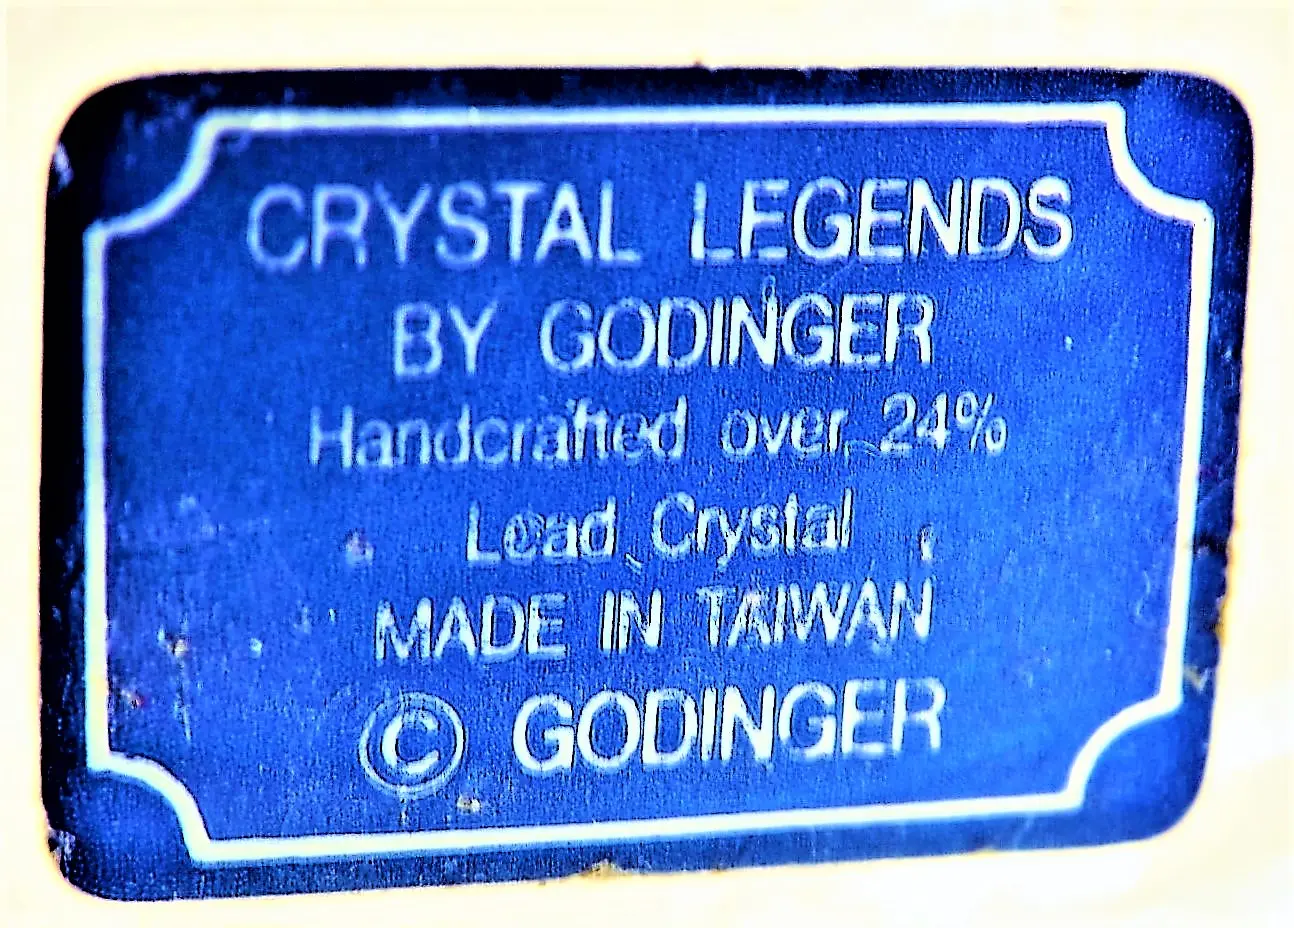 CRYSTAL LEGENDS
BY GODINGER
Handcrafted over 24%
Lead Crystal
MADE IN TAIWAN
© GODINGER